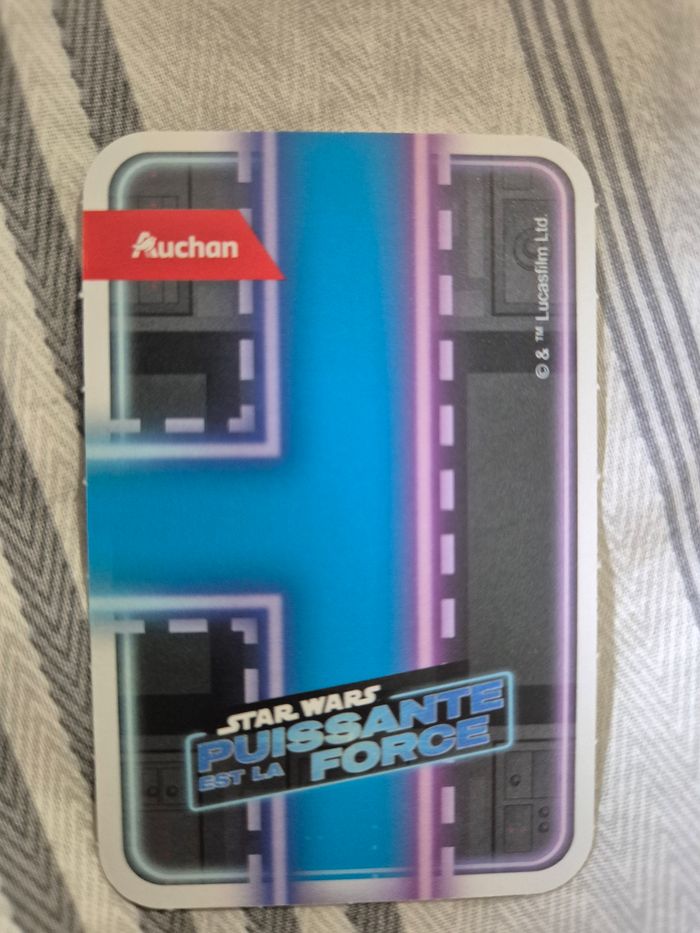 Auchan
© & ™ Lucasfilm Ltd.
STAR WARS
PUISSANTE
EST LA FORCE